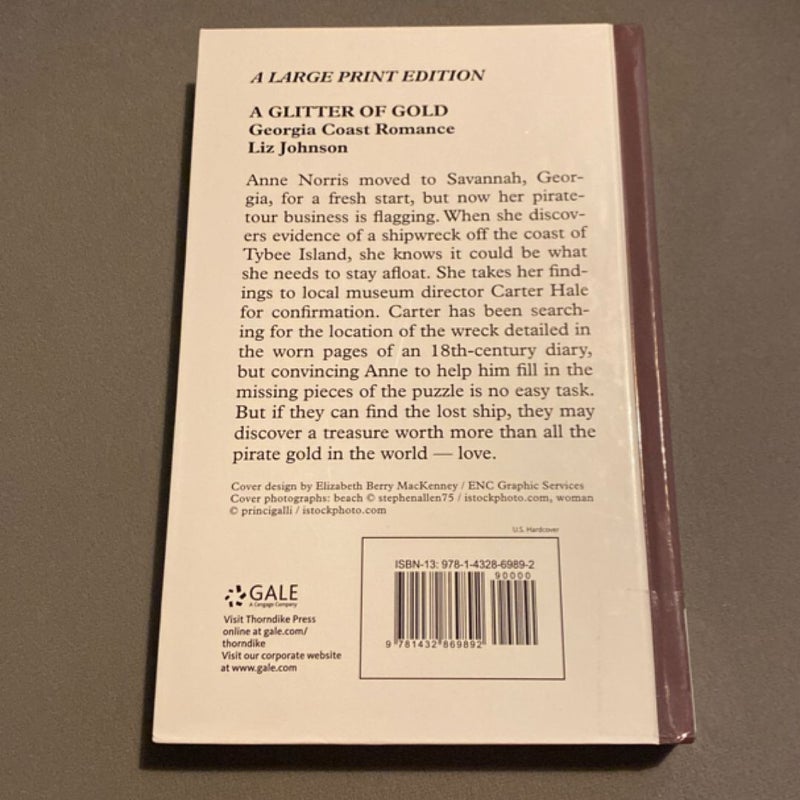 A LARGE PRINT EDITION
A GLITTER OF GOLD
Georgia Coast Romance
Liz Johnson
Anne Norris moved to Savannah, Geor-
gia, for a fresh start, but now her pirate-
tour business is flagging. When she discov-
ers evidence of a shipwreck off the coast of
Tybee Island, she knows it could be what
she needs to stay afloat. She takes her find-
ings to local museum director Carter Hale
for confirmation. Carter has been search-
ing for the location of the wreck detailed in
the worn pages of an 18th-century diary,
but convincing Anne to help him fill in the
missing pieces of the puzzle is no easy task.
But if they can find the lost ship, they may
discover a treasure worth more than all the
pirate gold in the world — love.
Cover design by Elizabeth Berry MacKenney / ENC Graphic Services
Cover photographs: beach © stephenallen75 / istockphoto.com, woman
© princigalli / istockphoto.com
U.S. Hardcover
ISBN-13: 978-1-4328-6989-2
90000
9 781432 869892
GALE
A Cengage Company
Visit Thorndike Press
online at gale.com/
thorndike
Visit our corporate website
at www.gale.com